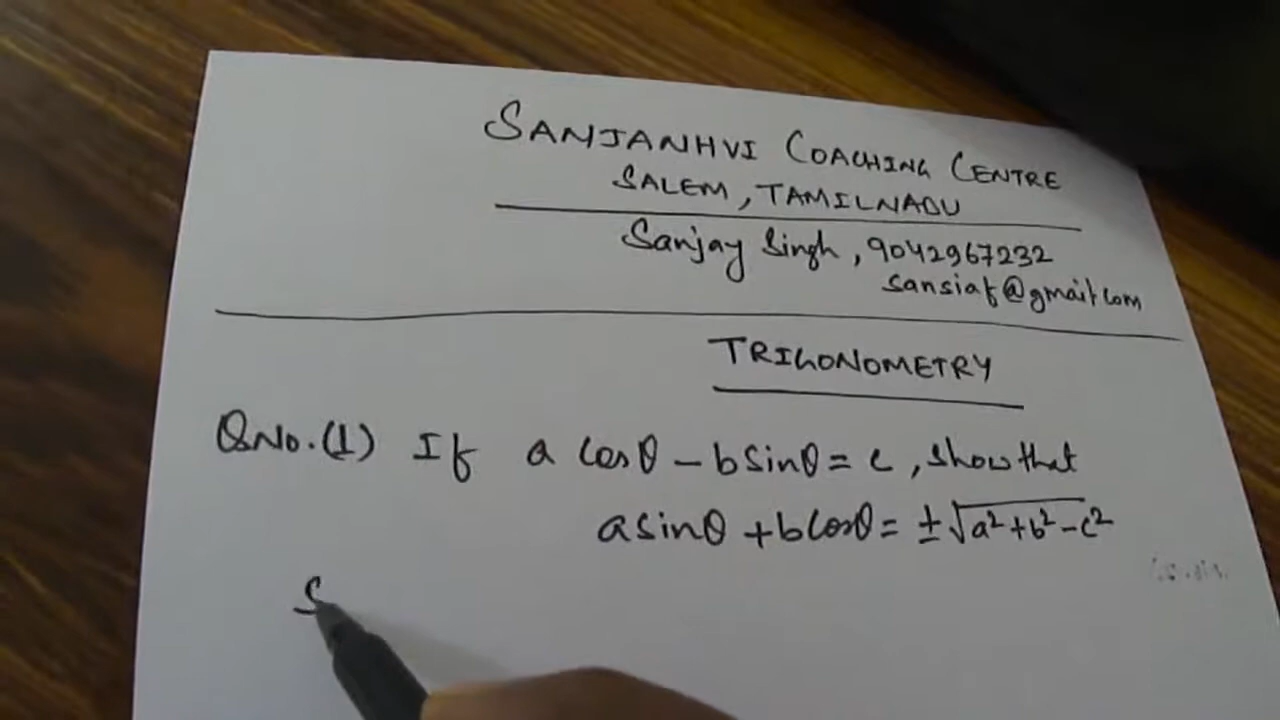 SANJANHVI COACHING CENTRE
SALEM, TAMILNADU
Sanjay Singh, 9042967232
sansiaf@gmail.com
TRIGONOMETRY
QNo.(1) If a cosθ - b sinθ = c, show that
a sinθ + b cosθ = ±√a²+b²-c²
S